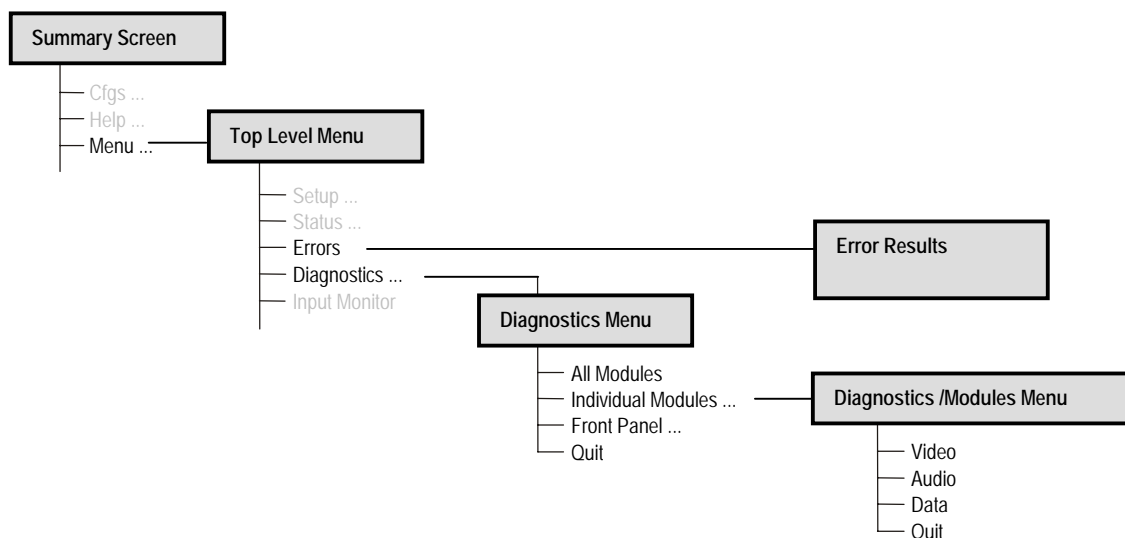 Summary Screen
Cfgs ...
Help ...
Menu ...
Top Level Menu
Setup ...
Status ...
Errors
Diagnostics ...
Input Monitor
Error Results
Diagnostics Menu
All Modules
Individual Modules ...
Front Panel ...
Quit
Diagnostics /Modules Menu
Video
Audio
Data
Quit